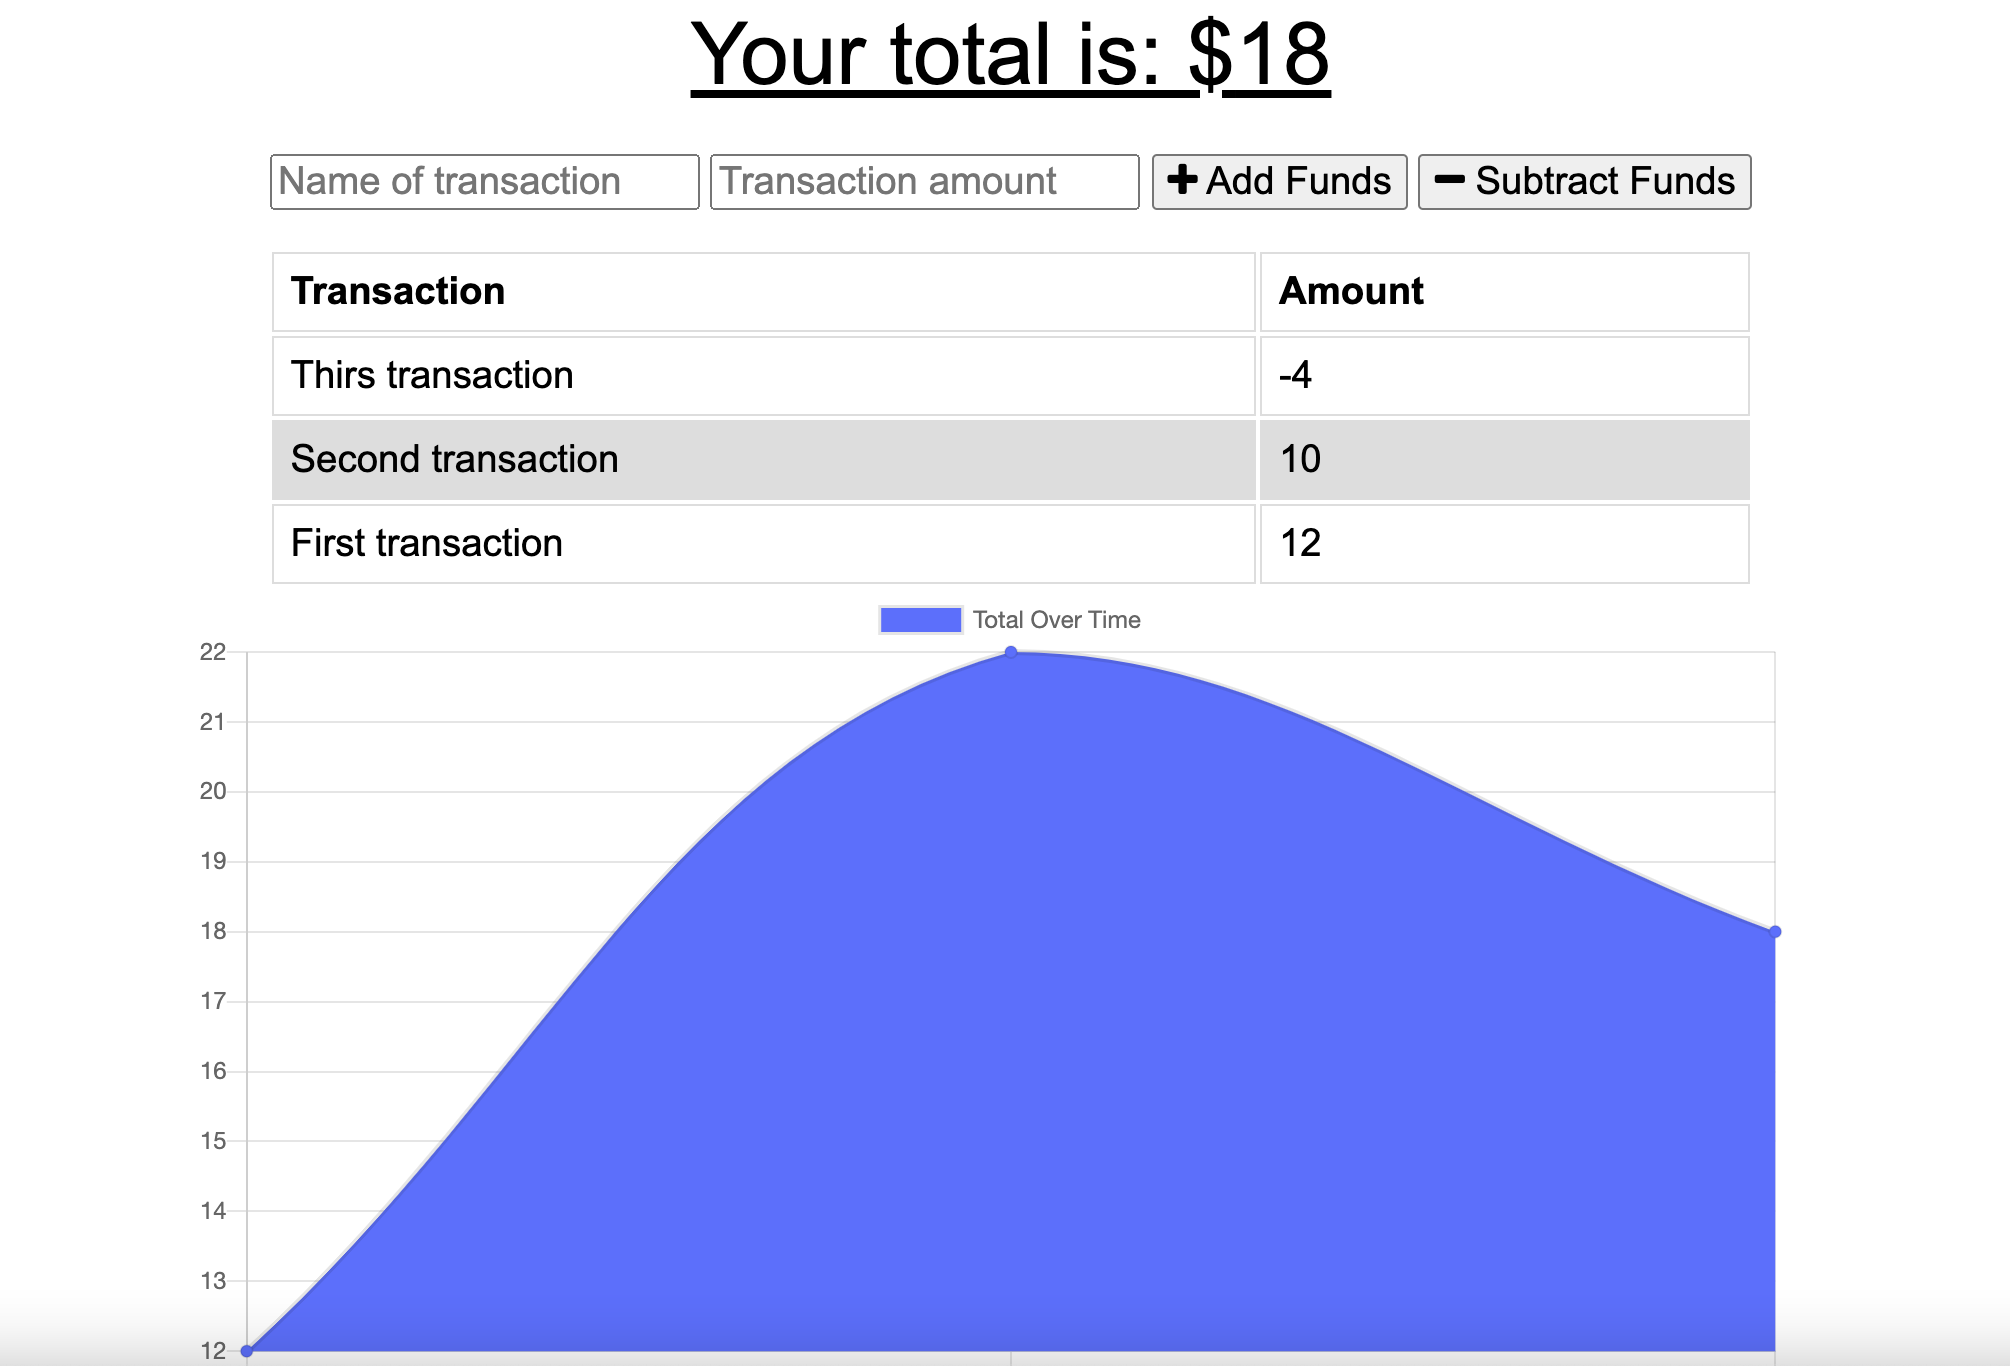 Your total is: $18
Name of transaction Transaction amount Add Funds Subtract Funds
Transaction Amount
Thirs transaction -4
Second transaction 10
First transaction 12
Total Over Time
22
21
20
19
18
17
16
15
14
13
12